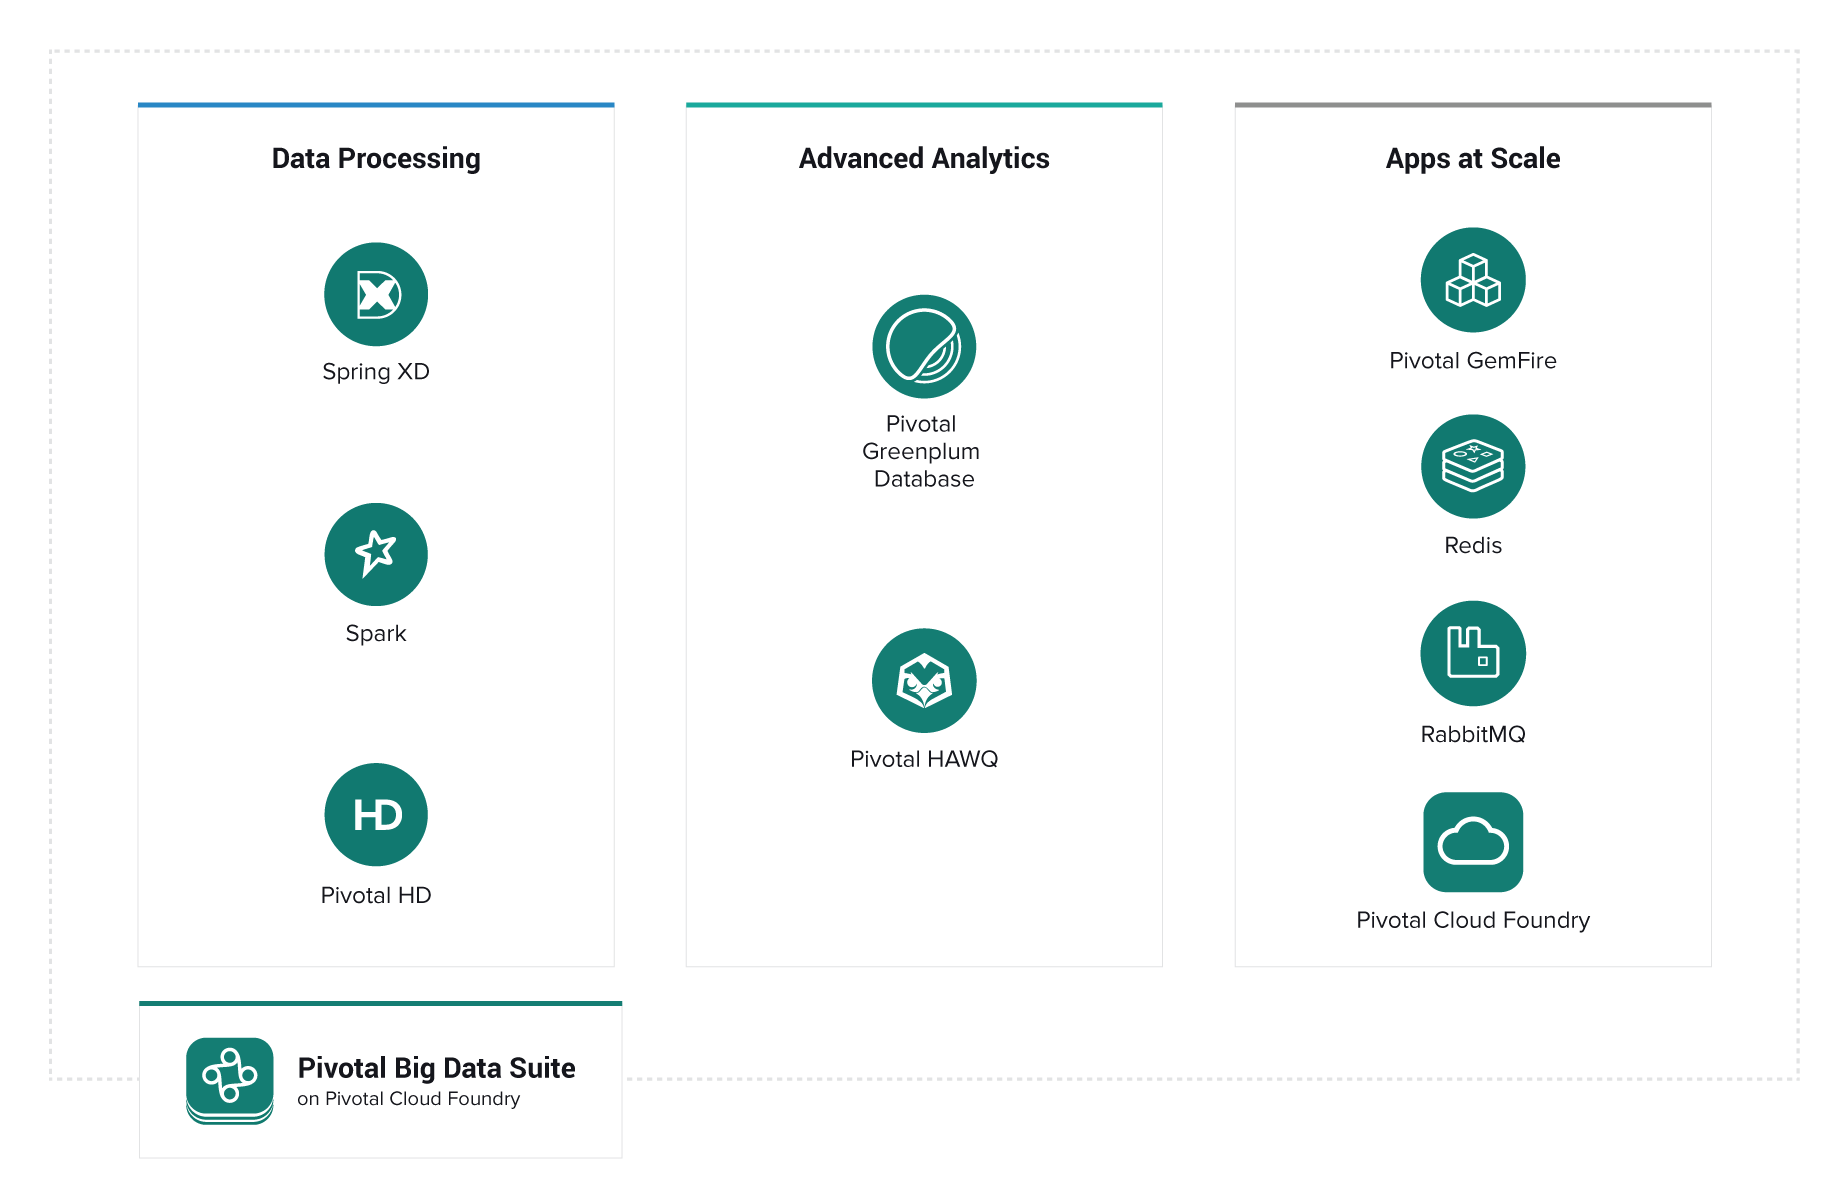 Data Processing
Spring XD
Spark
HD
Pivotal HD
Advanced Analytics
Pivotal
Greenplum
Database
Pivotal HAWQ
Apps at Scale
Pivotal GemFire
Redis
RabbitMQ
Pivotal Cloud Foundry
Pivotal Big Data Suite
on Pivotal Cloud Foundry